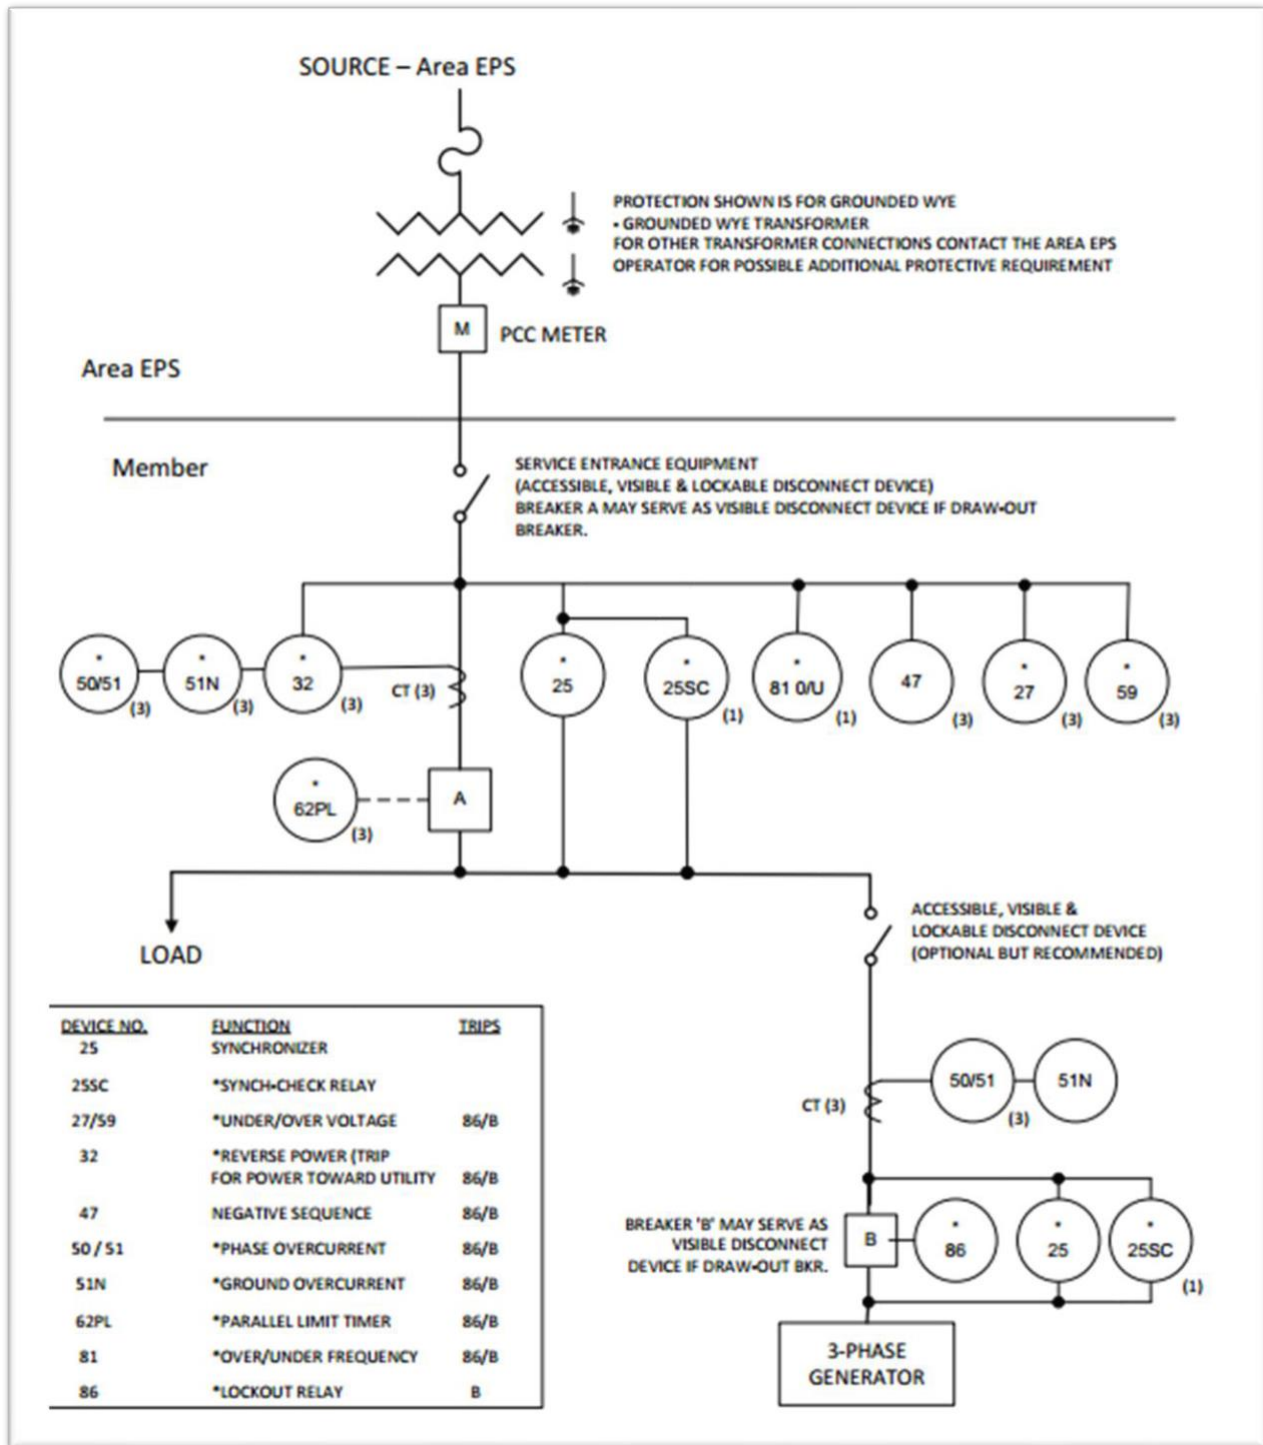 SOURCE – Area EPS
PROTECTION SHOWN IS FOR GROUNDED WYE
- GROUNDED WYE TRANSFORMER
FOR OTHER TRANSFORMER CONNECTIONS CONTACT THE AREA EPS
OPERATOR FOR POSSIBLE ADDITIONAL PROTECTIVE REQUIREMENT
M
PCC METER
Area EPS
Member
SERVICE ENTRANCE EQUIPMENT
(ACCESSIBLE, VISIBLE & LOCKABLE DISCONNECT DEVICE)
BREAKER A MAY SERVE AS VISIBLE DISCONNECT DEVICE IF DRAW-OUT
BREAKER.
* 50/51 (3)
* 51N (3)
* 32 (3)
CT (3)
* 25
* 25SC (1)
* 81 0/U (1)
47 (3)
* 27 (3)
* 59 (3)
* 62PL (3)
A
LOAD
ACCESSIBLE, VISIBLE &
LOCKABLE DISCONNECT DEVICE
(OPTIONAL BUT RECOMMENDED)
CT (3)
50/51 (3)
51N
BREAKER 'B' MAY SERVE AS
VISIBLE DISCONNECT
DEVICE IF DRAW-OUT BKR.
B
* 86
* 25
* 25SC (1)
3-PHASE
GENERATOR
DEVICE NO. FUNCTION TRIPS
25 SYNCHRONIZER
25SC *SYNCH-CHECK RELAY
27/59 *UNDER/OVER VOLTAGE 86/B
32 *REVERSE POWER (TRIP
FOR POWER TOWARD UTILITY 86/B
47 NEGATIVE SEQUENCE 86/B
50 / 51 *PHASE OVERCURRENT 86/B
51N *GROUND OVERCURRENT 86/B
62PL *PARALLEL LIMIT TIMER 86/B
81 *OVER/UNDER FREQUENCY 86/B
86 *LOCKOUT RELAY B